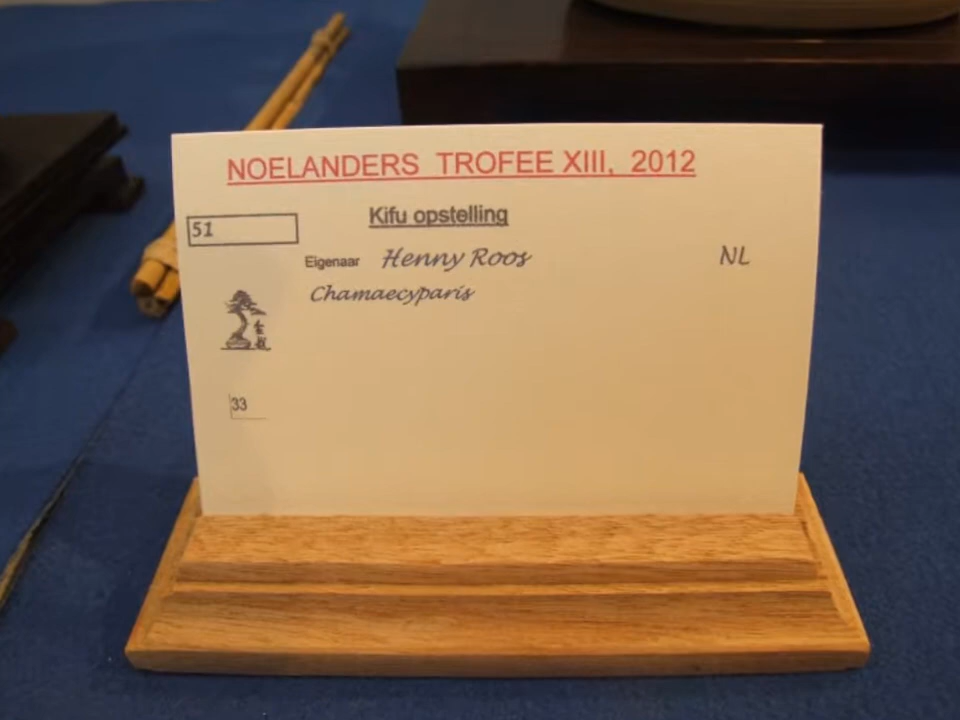 NOELANDERS TROFEE XIII, 2012
51
Kifu opstelling
Eigenaar Henny Roos NL
Chamaecyparis
33